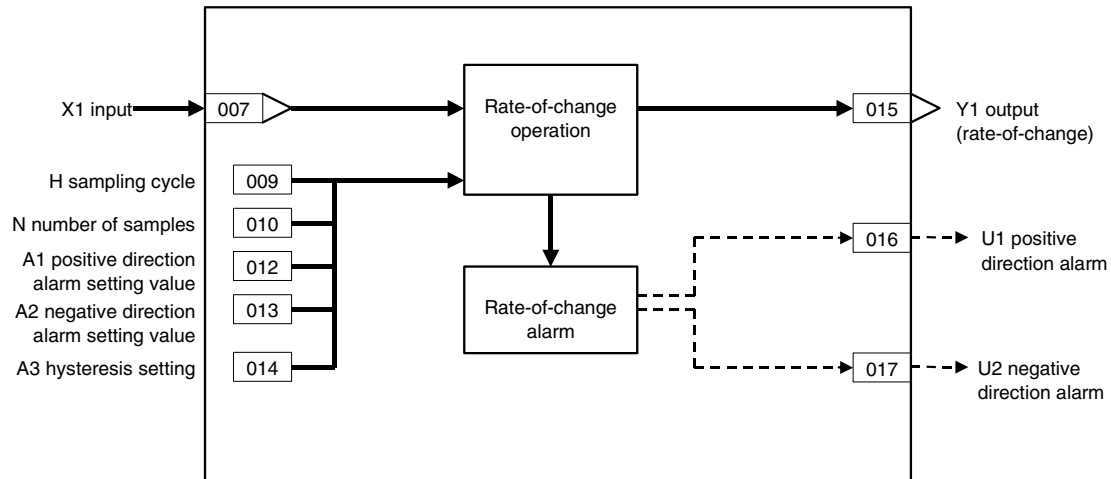 X1 input
007
Rate-of-change
operation
015
Y1 output
(rate-of-change)
H sampling cycle
009
N number of samples
010
A1 positive direction
alarm setting value
012
A2 negative direction
alarm setting value
013
A3 hysteresis setting
014
Rate-of-change
alarm
016
U1 positive
direction alarm
017
U2 negative
direction alarm